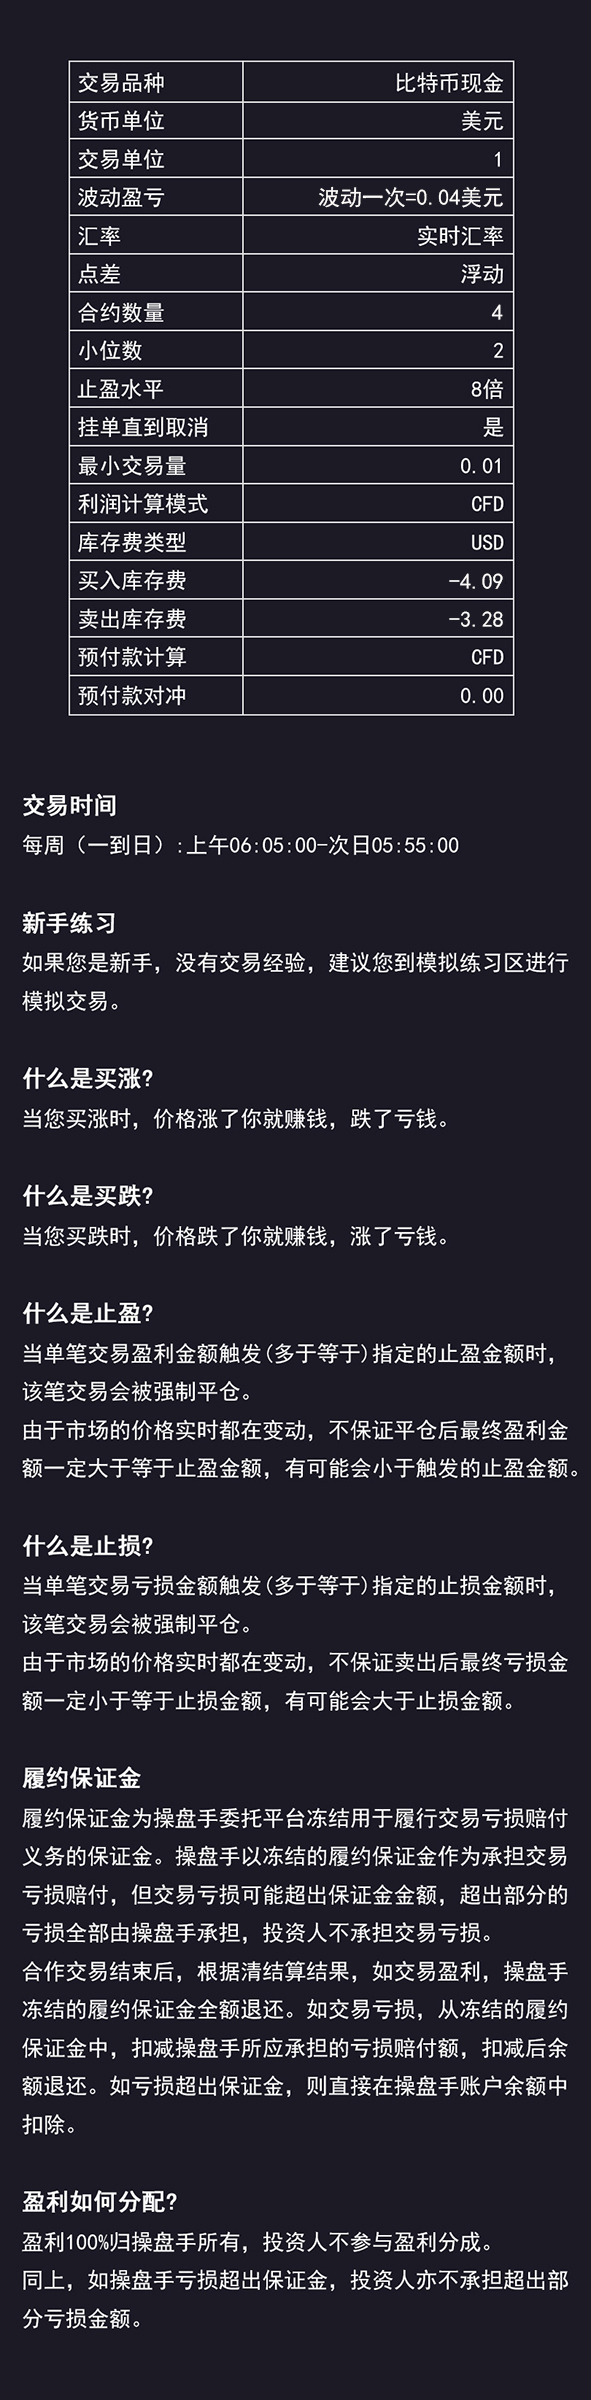 交易品种 比特币现金
货币单位 美元
交易单位 1
波动盈亏 波动一次=0.04美元
汇率 实时汇率
点差 浮动
合约数量 4
小位数 2
止盈水平 8倍
挂单直到取消 是
最小交易量 0.01
利润计算模式 CFD
库存费类型 USD
买入库存费 -4.09
卖出库存费 -3.28
预付款计算 CFD
预付款对冲 0.00
交易时间
每周（一到日）:上午06:05:00-次日05:55:00
新手练习
如果您是新手，没有交易经验，建议您到模拟练习区进行
模拟交易。
什么是买涨?
当您买涨时，价格涨了你就赚钱，跌了亏钱。
什么是买跌?
当您买跌时，价格跌了你就赚钱，涨了亏钱。
什么是止盈?
当单笔交易盈利金额触发(多于等于)指定的止盈金额时，
该笔交易会被强制平仓。
由于市场的价格实时都在变动，不保证平仓后最终盈利金
额一定大于等于止盈金额，有可能会小于触发的止盈金额。
什么是止损?
当单笔交易亏损金额触发(多于等于)指定的止损金额时，
该笔交易会被强制平仓。
由于市场的价格实时都在变动，不保证卖出后最终亏损金
额一定小于等于止损金额，有可能会大于止损金额。
履约保证金
履约保证金为操盘手委托平台冻结用于履行交易亏损赔付
义务的保证金。操盘手以冻结的履约保证金作为承担交易
亏损赔付，但交易亏损可能超出保证金金额，超出部分的
亏损全部由操盘手承担，投资人不承担交易亏损。
合作交易结束后，根据清结算结果，如交易盈利，操盘手
冻结的履约保证金全额退还。如交易亏损，从冻结的履约
保证金中，扣减操盘手所应承担的亏损赔付额，扣减后余
额退还。如亏损超出保证金，则直接在操盘手账户余额中
扣除。
盈利如何分配?
盈利100%归操盘手所有，投资人不参与盈利分成。
同上，如操盘手亏损超出保证金，投资人亦不承担超出部
分亏损金额。